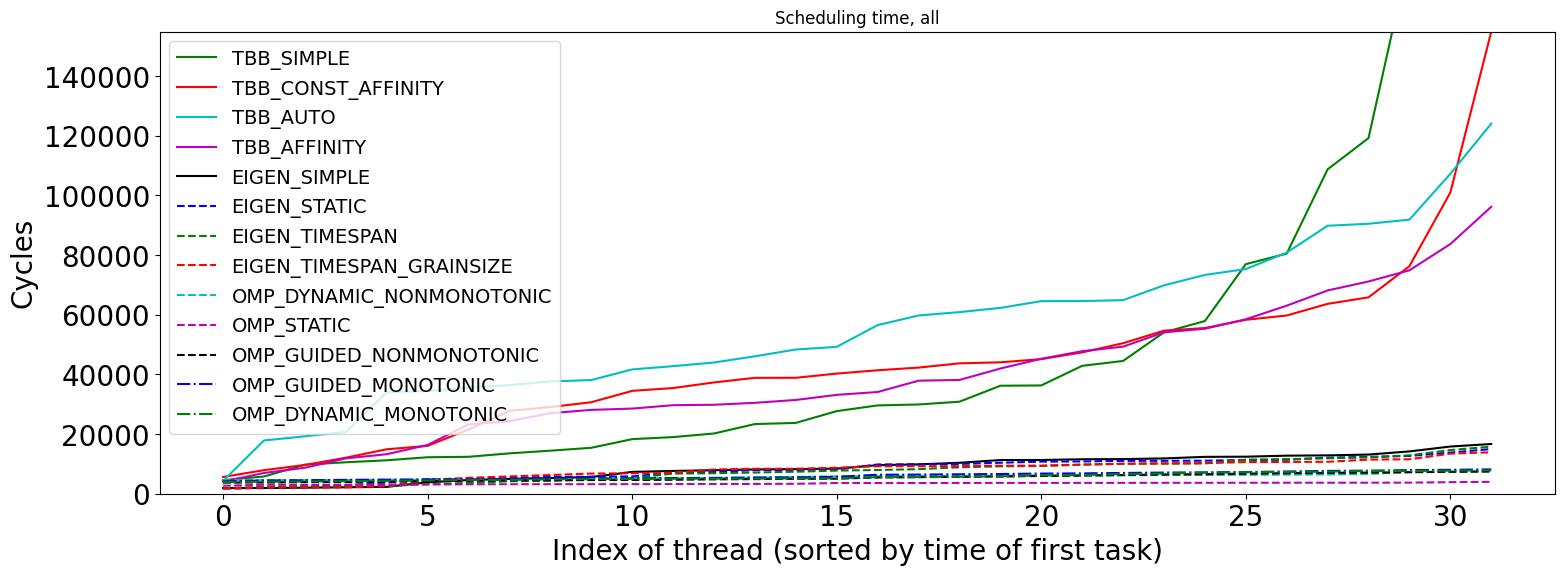 Scheduling time, all
Cycles
140000
120000
100000
80000
60000
40000
20000
0
TBB_SIMPLE
TBB_CONST_AFFINITY
TBB_AUTO
TBB_AFFINITY
EIGEN_SIMPLE
EIGEN_STATIC
EIGEN_TIMESPAN
EIGEN_TIMESPAN_GRAINSIZE
OMP_DYNAMIC_NONMONOTONIC
OMP_STATIC
OMP_GUIDED_NONMONOTONIC
OMP_GUIDED_MONOTONIC
OMP_DYNAMIC_MONOTONIC
0 5 10 15 20 25 30
Index of thread (sorted by time of first task)